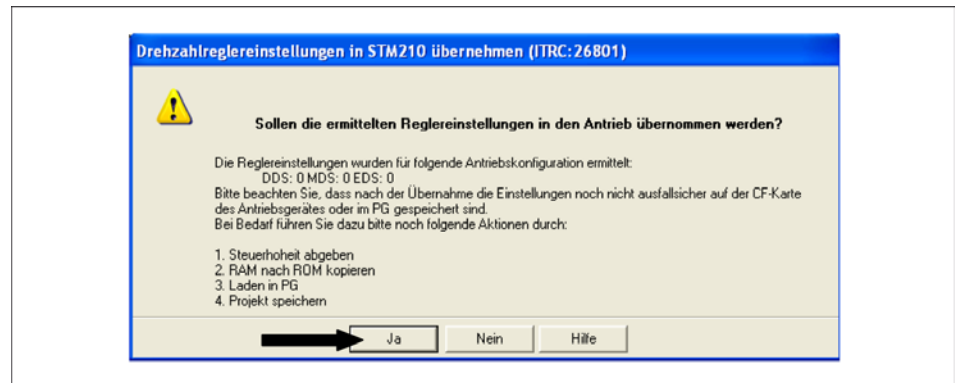 Drehzahlreglereinstellungen in STM210 übernehmen (ITRC:26801)
Sollen die ermittelten Reglereinstellungen in den Antrieb übernommen werden?
Die Reglereinstellungen wurden für folgende Antriebskonfiguration ermittelt:
DDS: 0 MDS: 0 EDS: 0
Bitte beachten Sie, dass nach der Übernahme die Einstellungen noch nicht ausfallsicher auf der CF-Karte
des Antriebsgerätes oder im PG gespeichert sind.
Bei Bedarf führen Sie dazu bitte noch folgende Aktionen durch:
1. Steuerhoheit abgeben
2. RAM nach ROM kopieren
3. Laden in PG
4. Projekt speichern
Ja Nein Hilfe